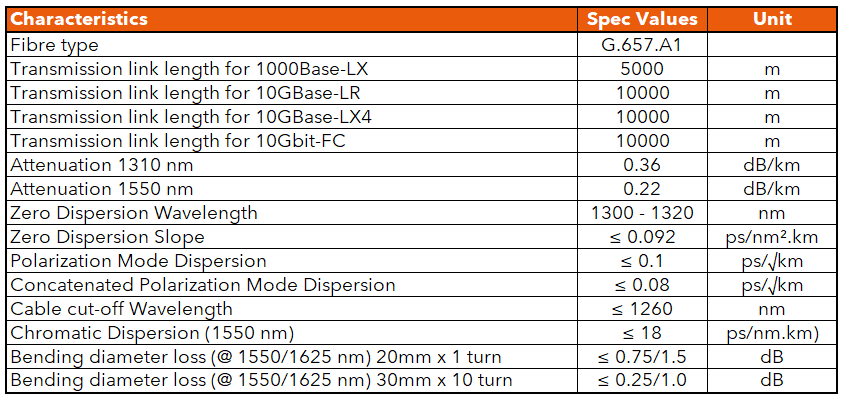 Characteristics Spec Values Unit
Fibre type G.657.A1
Transmission link length for 1000Base-LX 5000 m
Transmission link length for 10GBase-LR 10000 m
Transmission link length for 10GBase-LX4 10000 m
Transmission link length for 10Gbit-FC 10000 m
Attenuation 1310 nm 0.36 dB/km
Attenuation 1550 nm 0.22 dB/km
Zero Dispersion Wavelength 1300 - 1320 nm
Zero Dispersion Slope ≤ 0.092 ps/nm².km
Polarization Mode Dispersion ≤ 0.1 ps/√km
Concatenated Polarization Mode Dispersion ≤ 0.08 ps/√km
Cable cut-off Wavelength ≤ 1260 nm
Chromatic Dispersion (1550 nm) ≤ 18 ps/nm.km)
Bending diameter loss (@ 1550/1625 nm) 20mm x 1 turn ≤ 0.75/1.5 dB
Bending diameter loss (@ 1550/1625 nm) 30mm x 10 turn ≤ 0.25/1.0 dB